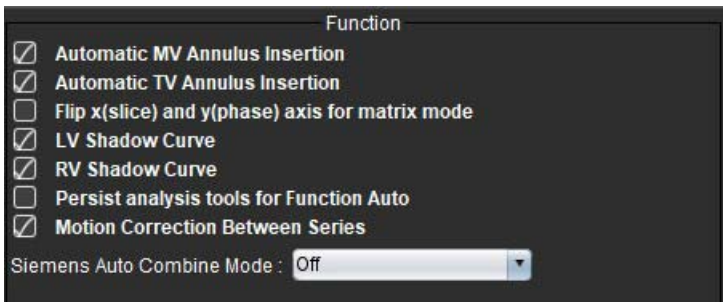 Function
Automatic MV Annulus Insertion
Automatic TV Annulus Insertion
Flip x(slice) and y(phase) axis for matrix mode
LV Shadow Curve
RV Shadow Curve
Persist analysis tools for Function Auto
Motion Correction Between Series
Siemens Auto Combine Mode : Off